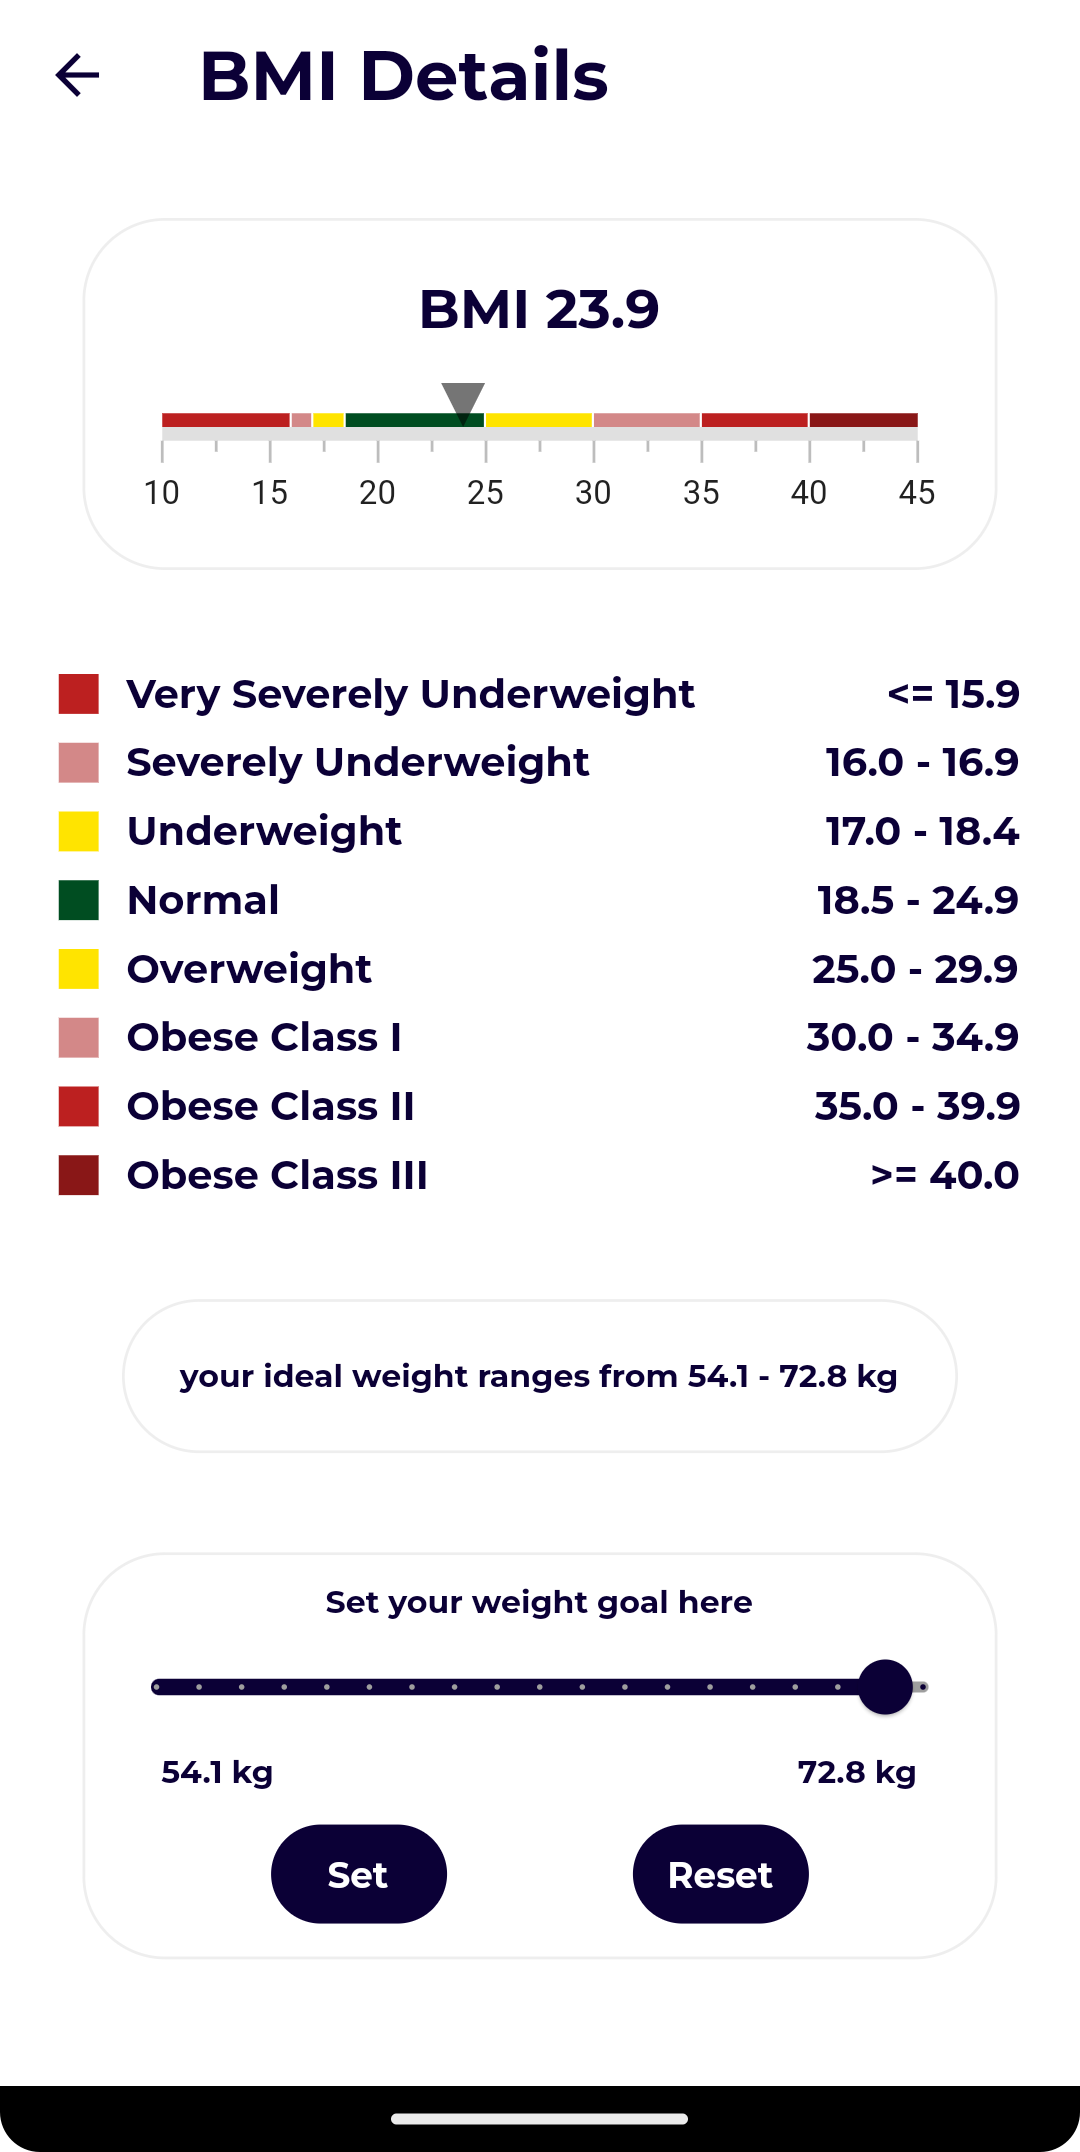 BMI Details
BMI 23.9
10 15 20 25 30 35 40 45
Very Severely Underweight <= 15.9
Severely Underweight 16.0 - 16.9
Underweight 17.0 - 18.4
Normal 18.5 - 24.9
Overweight 25.0 - 29.9
Obese Class I 30.0 - 34.9
Obese Class II 35.0 - 39.9
Obese Class III >= 40.0
your ideal weight ranges from 54.1 - 72.8 kg
Set your weight goal here
54.1 kg 72.8 kg
Set Reset